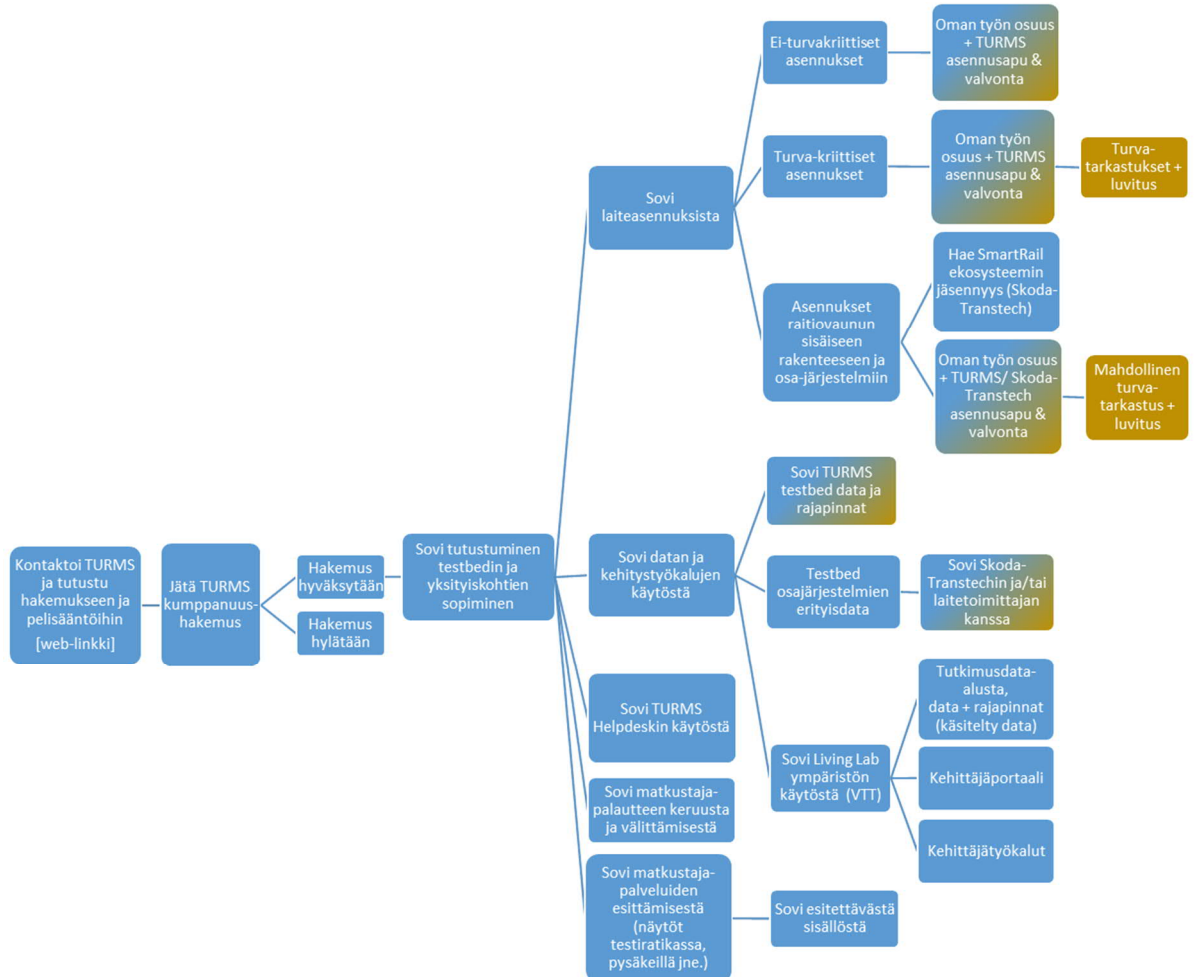 Kontaktoi TURMS
ja tutustu
hakemukseen ja
pelisääntöihin
[web-linkki]
Jätä TURMS
kumppanuus-
hakemus
Hakemus
hyväksytään
Hakemus
hylätään
Sovi tutustuminen
testbedin ja
yksityiskohtien
sopiminen
Sovi
laiteasennuksista
Ei-turvakriittiset
asennukset
Oman työn osuus
+ TURMS
asennusapu &
valvonta
Turva-kriittiset
asennukset
Oman työn
osuus + TURMS
asennusapu &
valvonta
Turva-
tarkastukset +
luvitus
Asennukset
raitiovaunun
sisäiseen
rakenteeseen ja
osa-järjestelmiin
Hae SmartRail
ekosysteemin
jäsennyys (Skoda-
Transtech)
Oman työn osuus
+ TURMS/ Skoda-
Transtech
asennusapu &
valvonta
Mahdollinen
turva-
tarkastus +
luvitus
Sovi datan ja
kehitystyökalujen
käytöstä
Sovi TURMS
testbed data ja
rajapinnat
Testbed
osajärjestelmien
erityisdata
Sovi Skoda-
Transtechin ja/tai
laitetoimittajan
kanssa
Sovi Living Lab
ympäristön
käytöstä (VTT)
Tutkimusdata-
alusta,
data + rajapinnat
(käsitelty data)
Kehittäjäportaali
Kehittäjätyökalut
Sovi TURMS
Helpdeskin käytöstä
Sovi matkustaja-
palautteen keruusta
ja välittämisestä
Sovi matkustaja-
palveluiden
esittämisestä
(näytöt
testiratikassa,
pysäkeillä jne.)
Sovi esitettävästä
sisällöstä